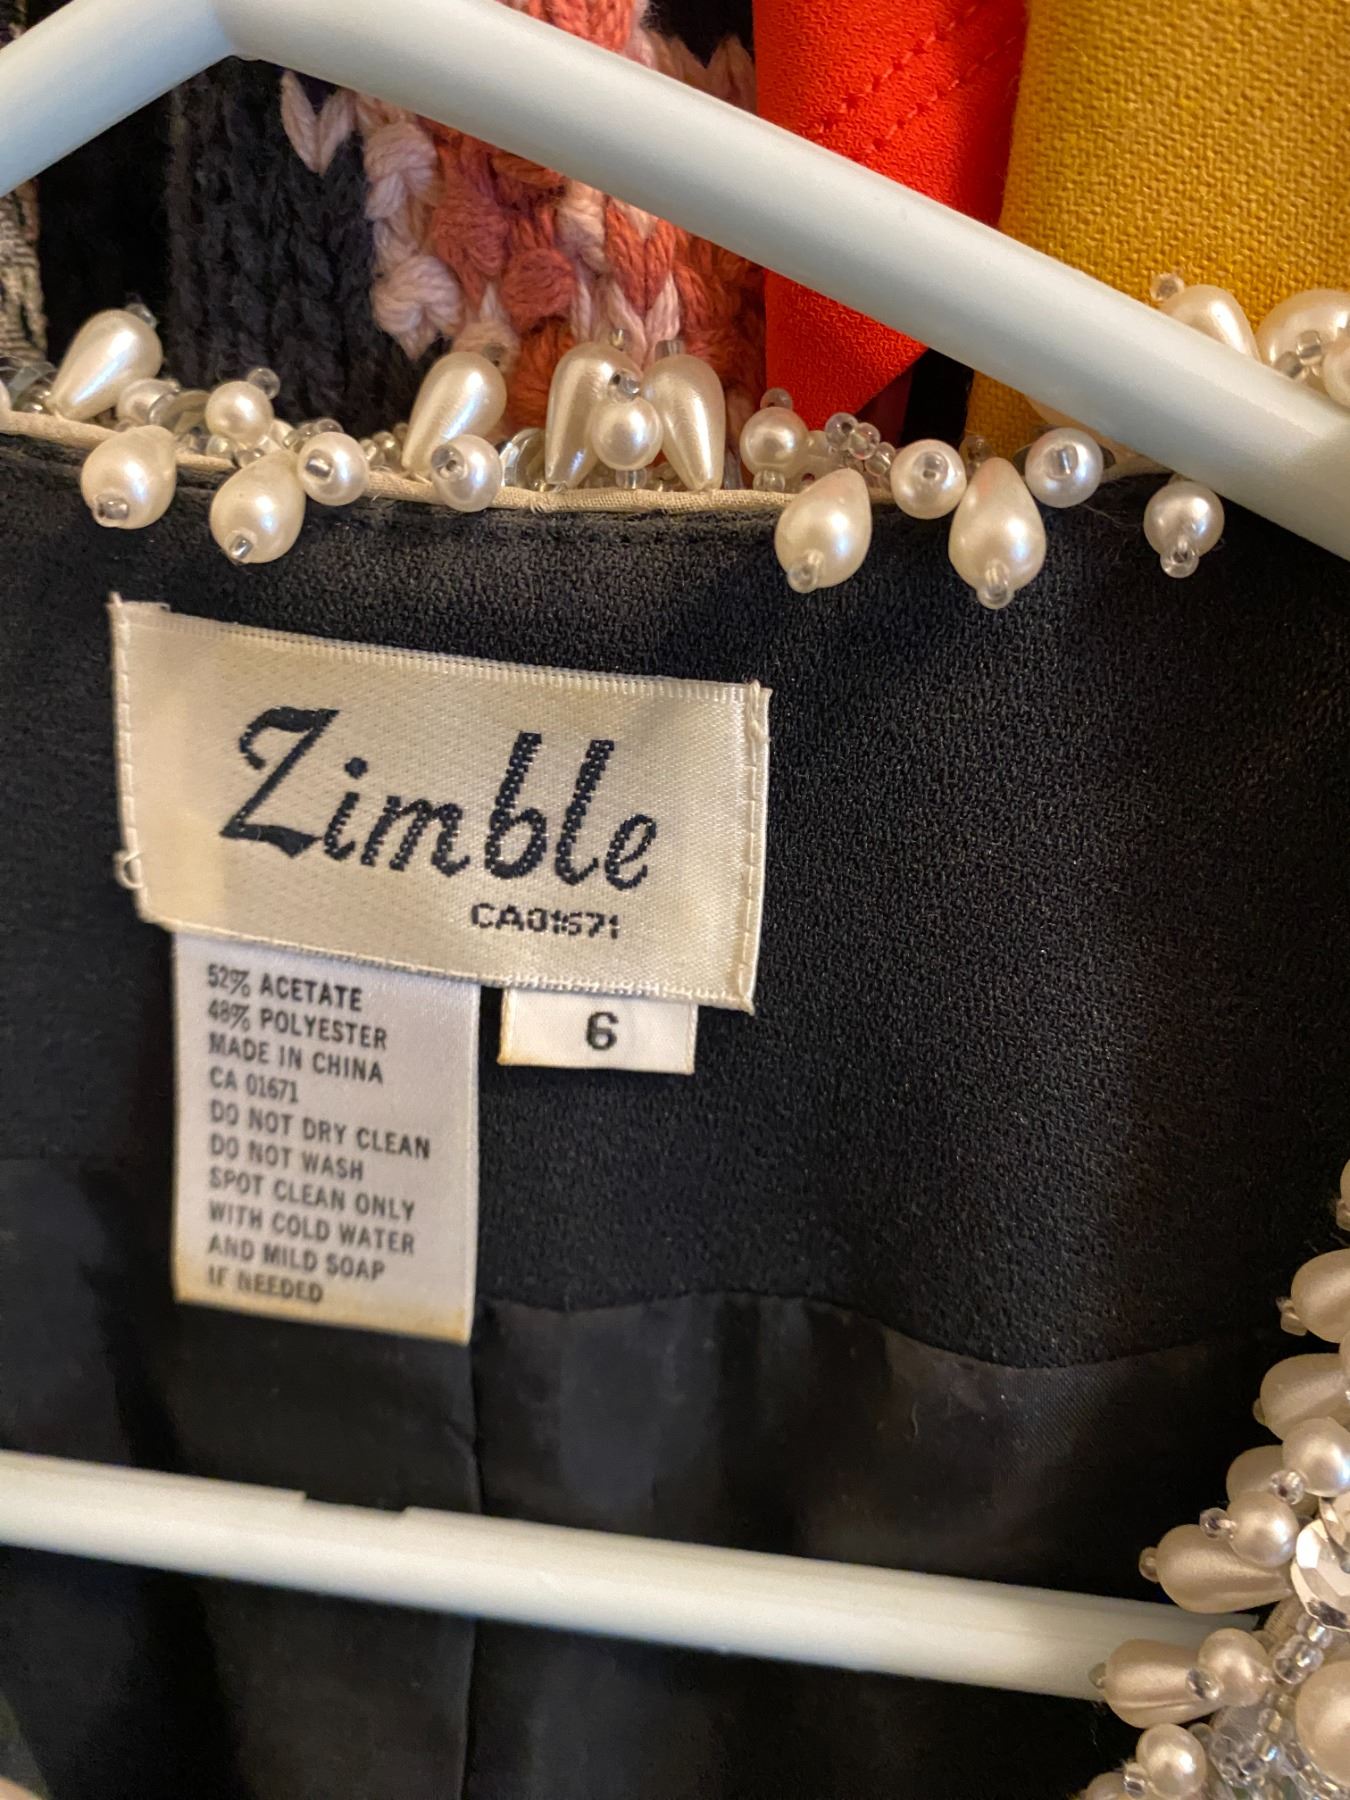 Zimble
CA01671
52% ACETATE
48% POLYESTER
MADE IN CHINA
CA 01671
DO NOT DRY CLEAN
DO NOT WASH
SPOT CLEAN ONLY
WITH COLD WATER
AND MILD SOAP
IF NEEDED
6